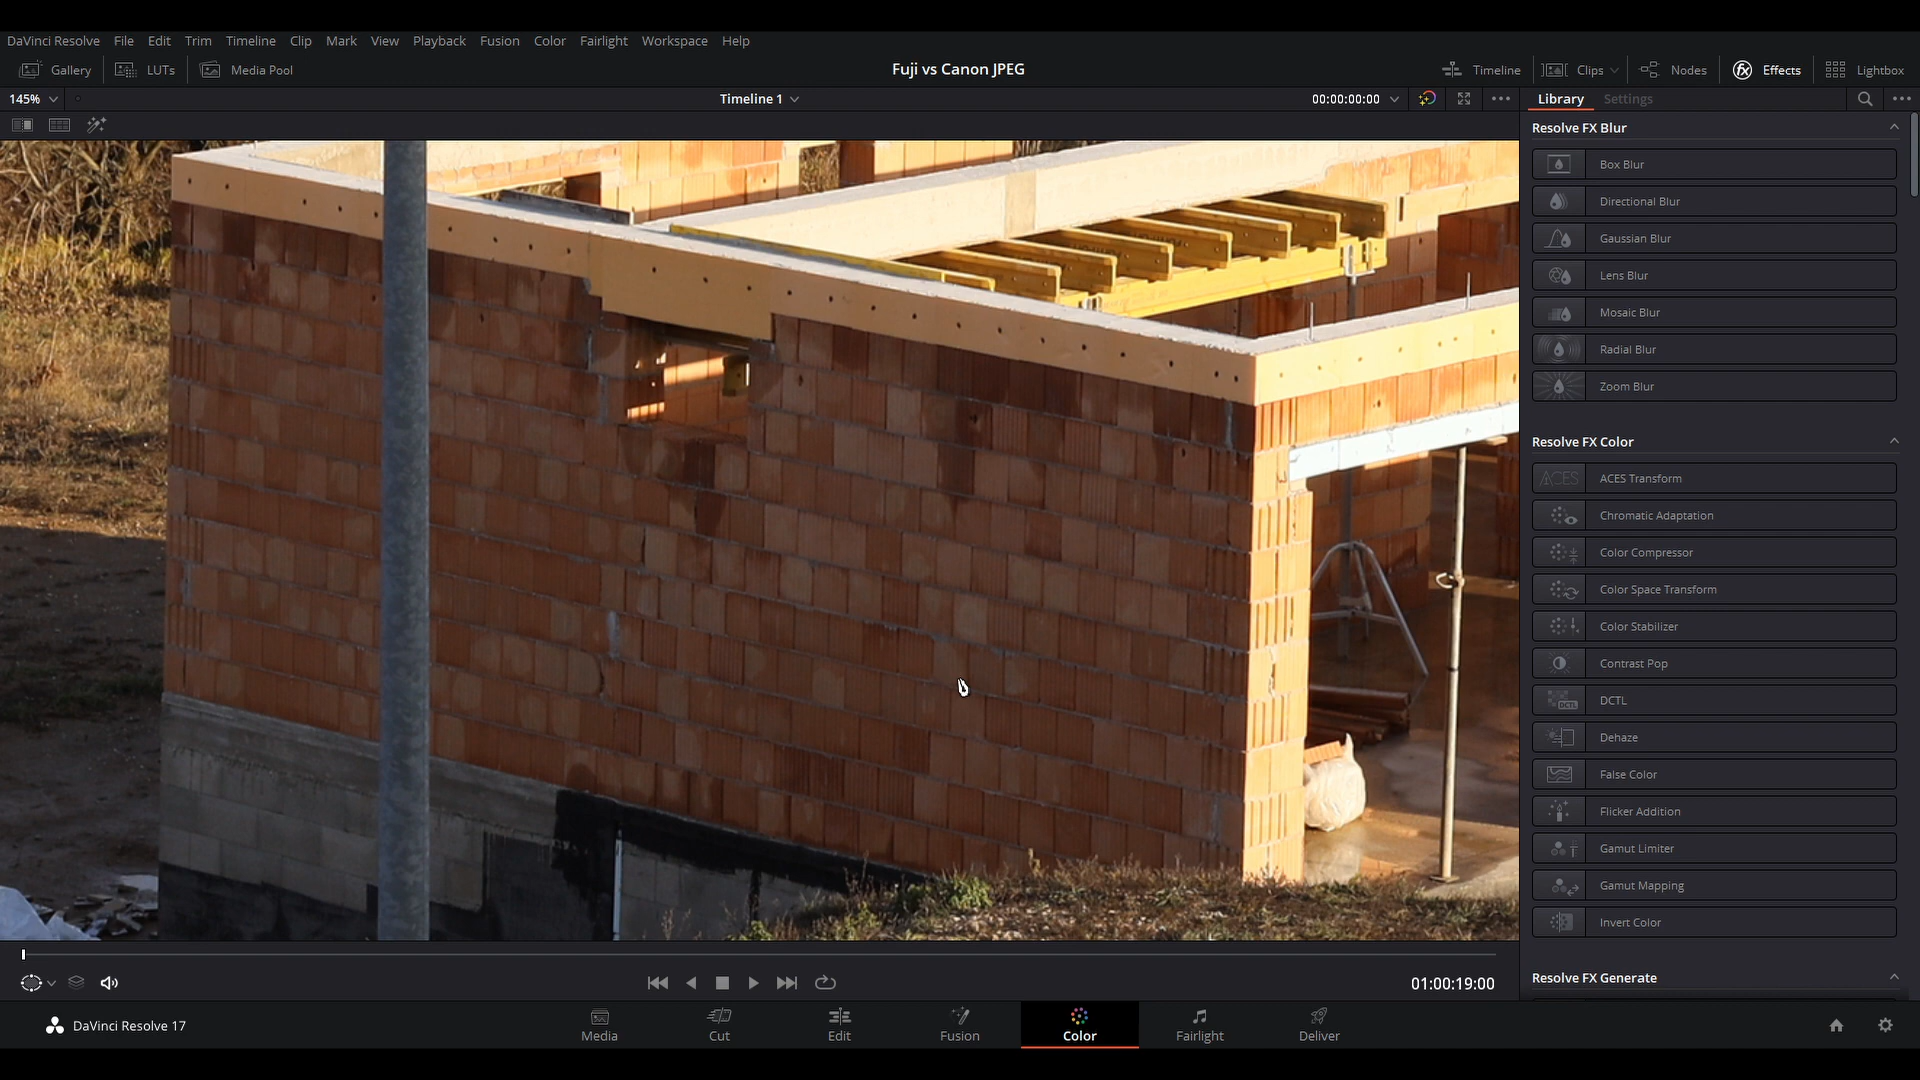 DaVinci Resolve File Edit Trim Timeline Clip Mark View Playback Fusion Color Fairlight Workspace Help
Gallery LUTs Media Pool Fuji vs Canon JPEG Timeline Clips Nodes Effects Lightbox
145% Timeline 1 00:00:00:00 Library Settings
Resolve FX Blur
Box Blur
Directional Blur
Gaussian Blur
Lens Blur
Mosaic Blur
Radial Blur
Zoom Blur
Resolve FX Color
ACES ACES Transform
Chromatic Adaptation
Color Compressor
Color Space Transform
Color Stabilizer
Contrast Pop
DCTL DCTL
Dehaze
False Color
Flicker Addition
Gamut Limiter
Gamut Mapping
Invert Color
Resolve FX Generate
01:00:19:00
DaVinci Resolve 17 Media Cut Edit Fusion Color Fairlight Deliver